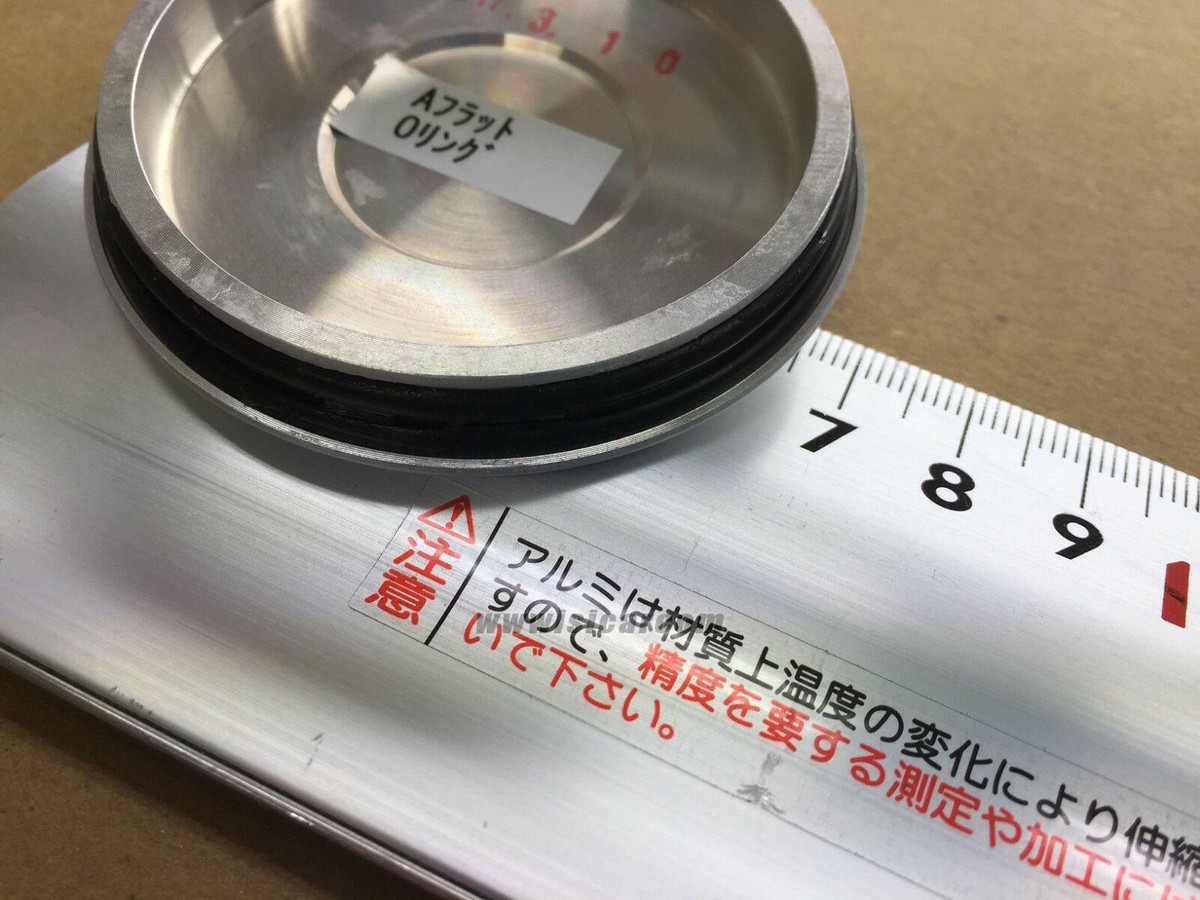 3. 10
Aフラット
Oリング
7
8
9
1
⚠
注意
アルミは材質上温度の変化により伸縮
すので、精度を要する測定や加工に
いで下さい。